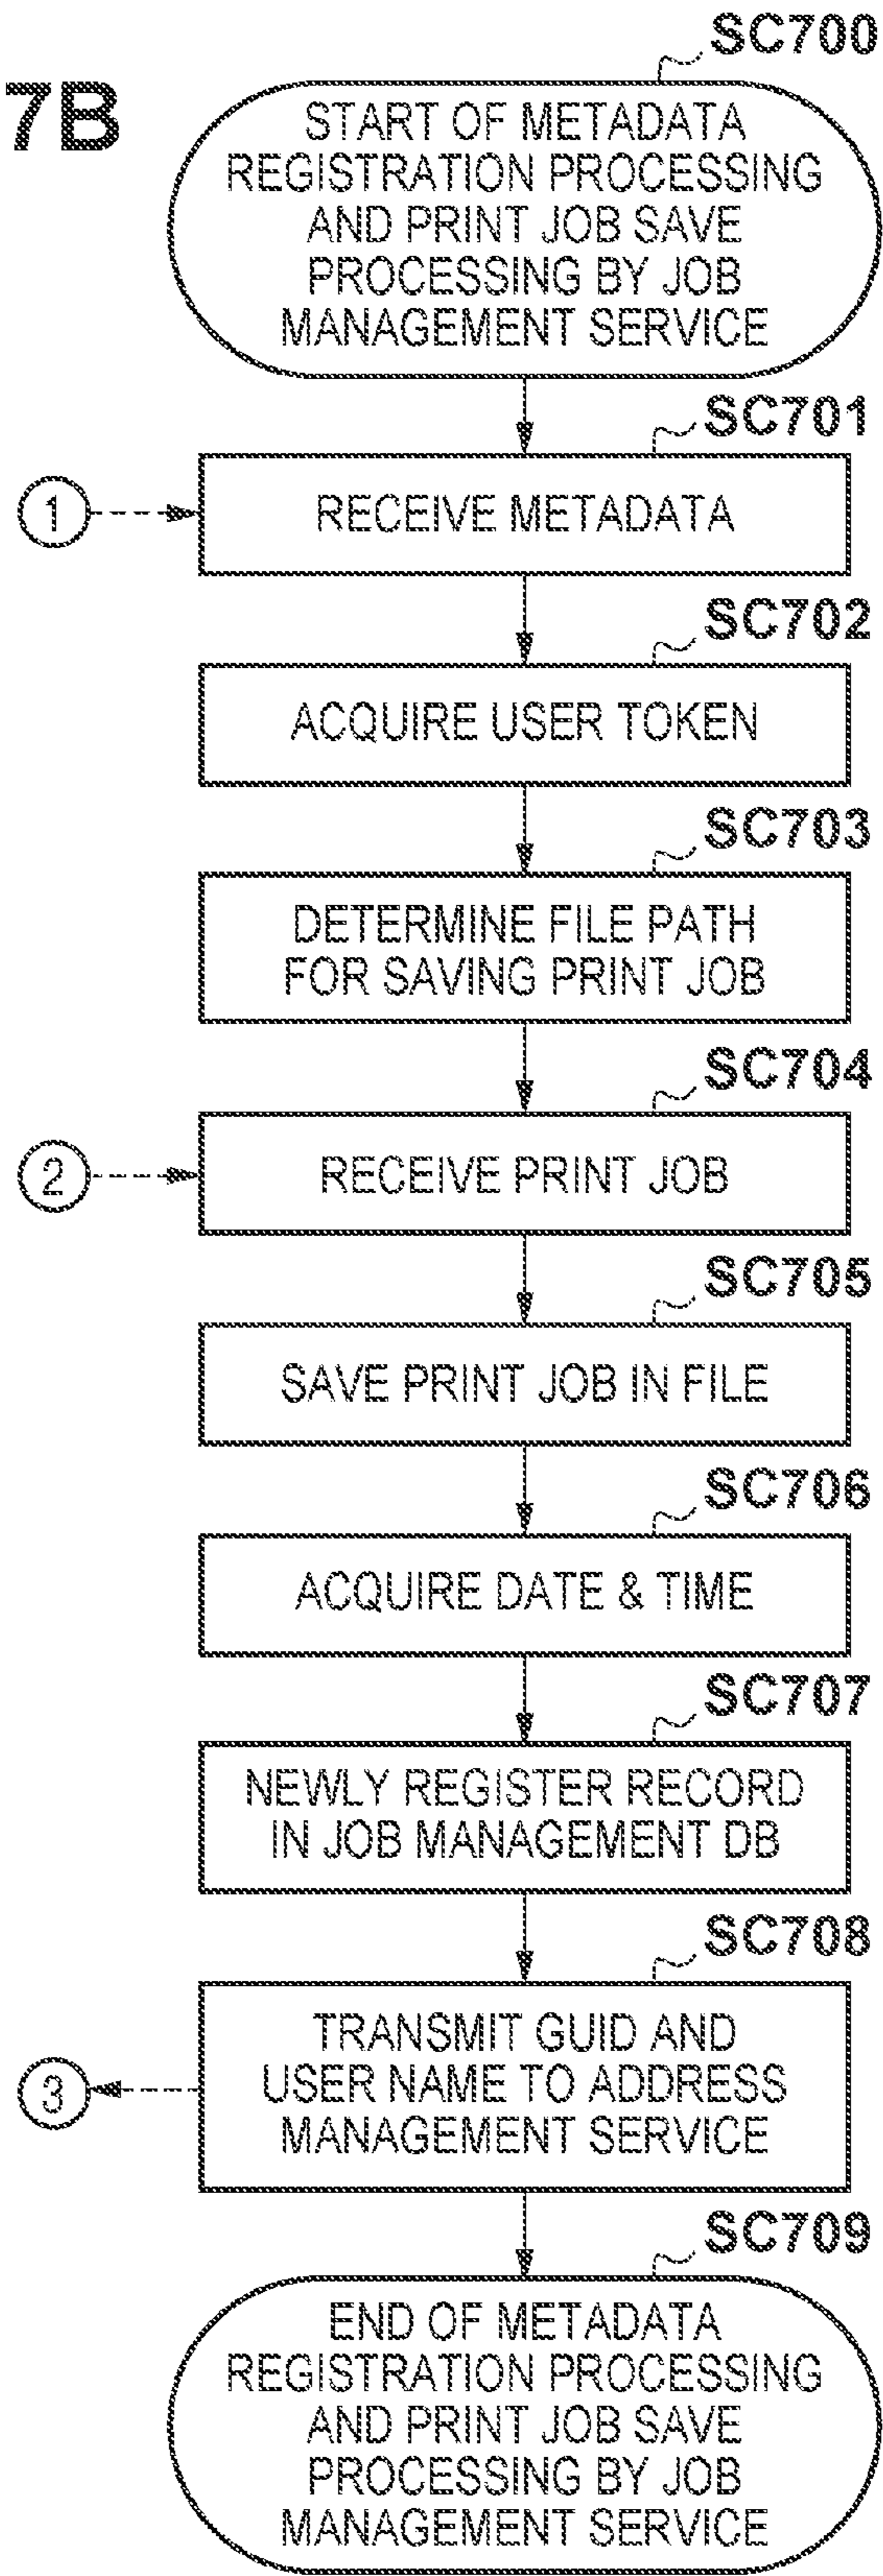 7B
SC700
START OF METADATA
REGISTRATION PROCESSING
AND PRINT JOB SAVE
PROCESSING BY JOB
MANAGEMENT SERVICE
SC701
1
RECEIVE METADATA
SC702
ACQUIRE USER TOKEN
SC703
DETERMINE FILE PATH
FOR SAVING PRINT JOB
SC704
2
RECEIVE PRINT JOB
SC705
SAVE PRINT JOB IN FILE
SC706
ACQUIRE DATE & TIME
SC707
NEWLY REGISTER RECORD
IN JOB MANAGEMENT DB
SC708
TRANSMIT GUID AND
3
USER NAME TO ADDRESS
MANAGEMENT SERVICE
SC709
END OF METADATA
REGISTRATION PROCESSING
AND PRINT JOB SAVE
PROCESSING BY JOB
MANAGEMENT SERVICE